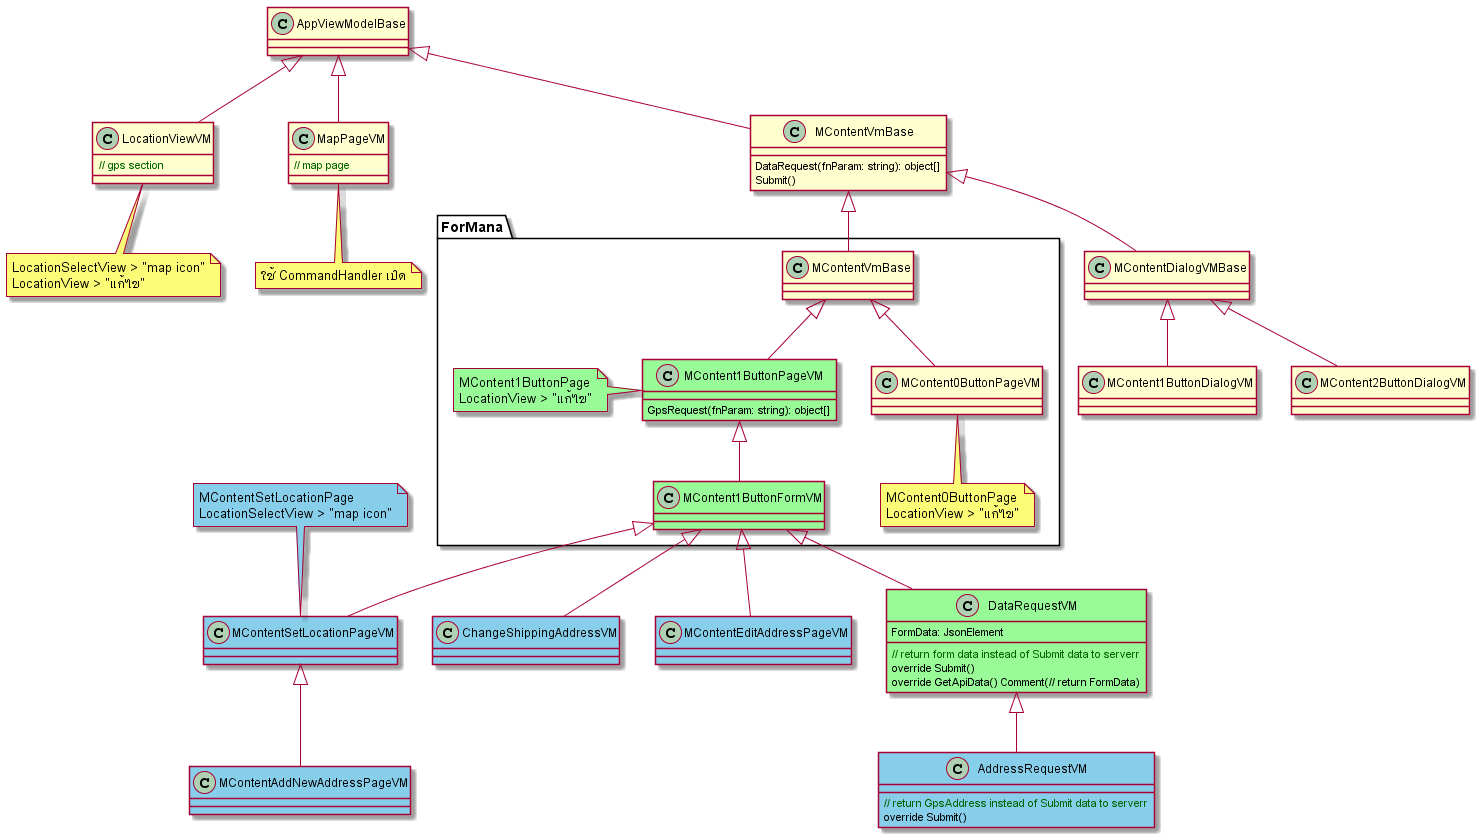 C AppViewModelBase
C LocationViewVM
// gps section
C MapPageVM
// map page
C MContentVmBase
DataRequest(fnParam: string): object[]
Submit()
LocationSelectView > "map icon"
LocationView > "แก้ไข"
ใช้ CommandHandler เปิด
ForMana
C MContentVmBase
C MContentDialogVMBase
MContent1ButtonPage
LocationView > "แก้ไข"
C MContent1ButtonPageVM
GpsRequest(fnParam: string): object[]
C MContent0ButtonPageVM
C MContent1ButtonDialogVM
C MContent2ButtonDialogVM
MContentSetLocationPage
LocationSelectView > "map icon"
C MContent1ButtonFormVM
MContent0ButtonPage
LocationView > "แก้ไข"
C MContentSetLocationPageVM
C ChangeShippingAddressVM
C MContentEditAddressPageVM
C DataRequestVM
FormData: JsonElement
// return form data instead of Submit data to serverr
override Submit()
override GetApiData() Comment(// return FormData)
C MContentAddNewAddressPageVM
C AddressRequestVM
// return GpsAddress instead of Submit data to serverr
override Submit()